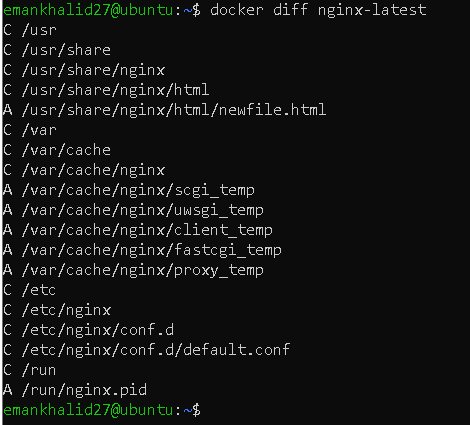 emankhalid27@ubuntu:~$ docker diff nginx-latest
C /usr
C /usr/share
C /usr/share/nginx
C /usr/share/nginx/html
A /usr/share/nginx/html/newfile.html
C /var
C /var/cache
C /var/cache/nginx
A /var/cache/nginx/scgi_temp
A /var/cache/nginx/uwsgi_temp
A /var/cache/nginx/client_temp
A /var/cache/nginx/fastcgi_temp
A /var/cache/nginx/proxy_temp
C /etc
C /etc/nginx
C /etc/nginx/conf.d
C /etc/nginx/conf.d/default.conf
C /run
A /run/nginx.pid
emankhalid27@ubuntu:~$